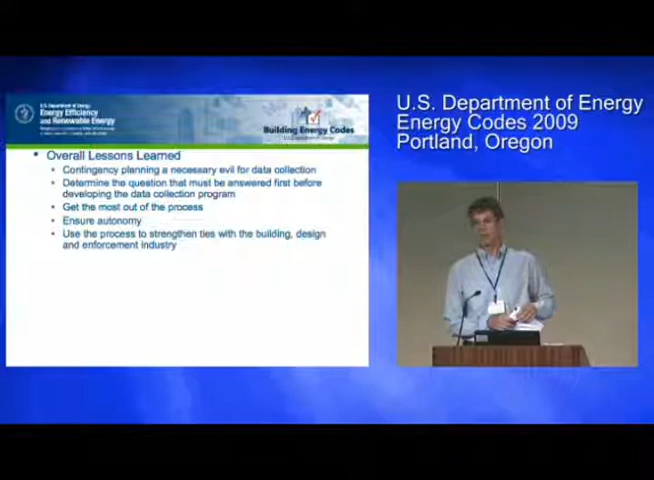 U.S. Department of Energy
Energy Efficiency
and Renewable Energy
Building Energy Codes
Overall Lessons Learned
Contingency planning a necessary evil for data collection
Determine the question that must be answered first before
developing the data collection program
Get the most out of the process
Ensure autonomy
Use the process to strengthen ties with the building, design
and enforcement industry
U.S. Department of Energy
Energy Codes 2009
Portland, Oregon